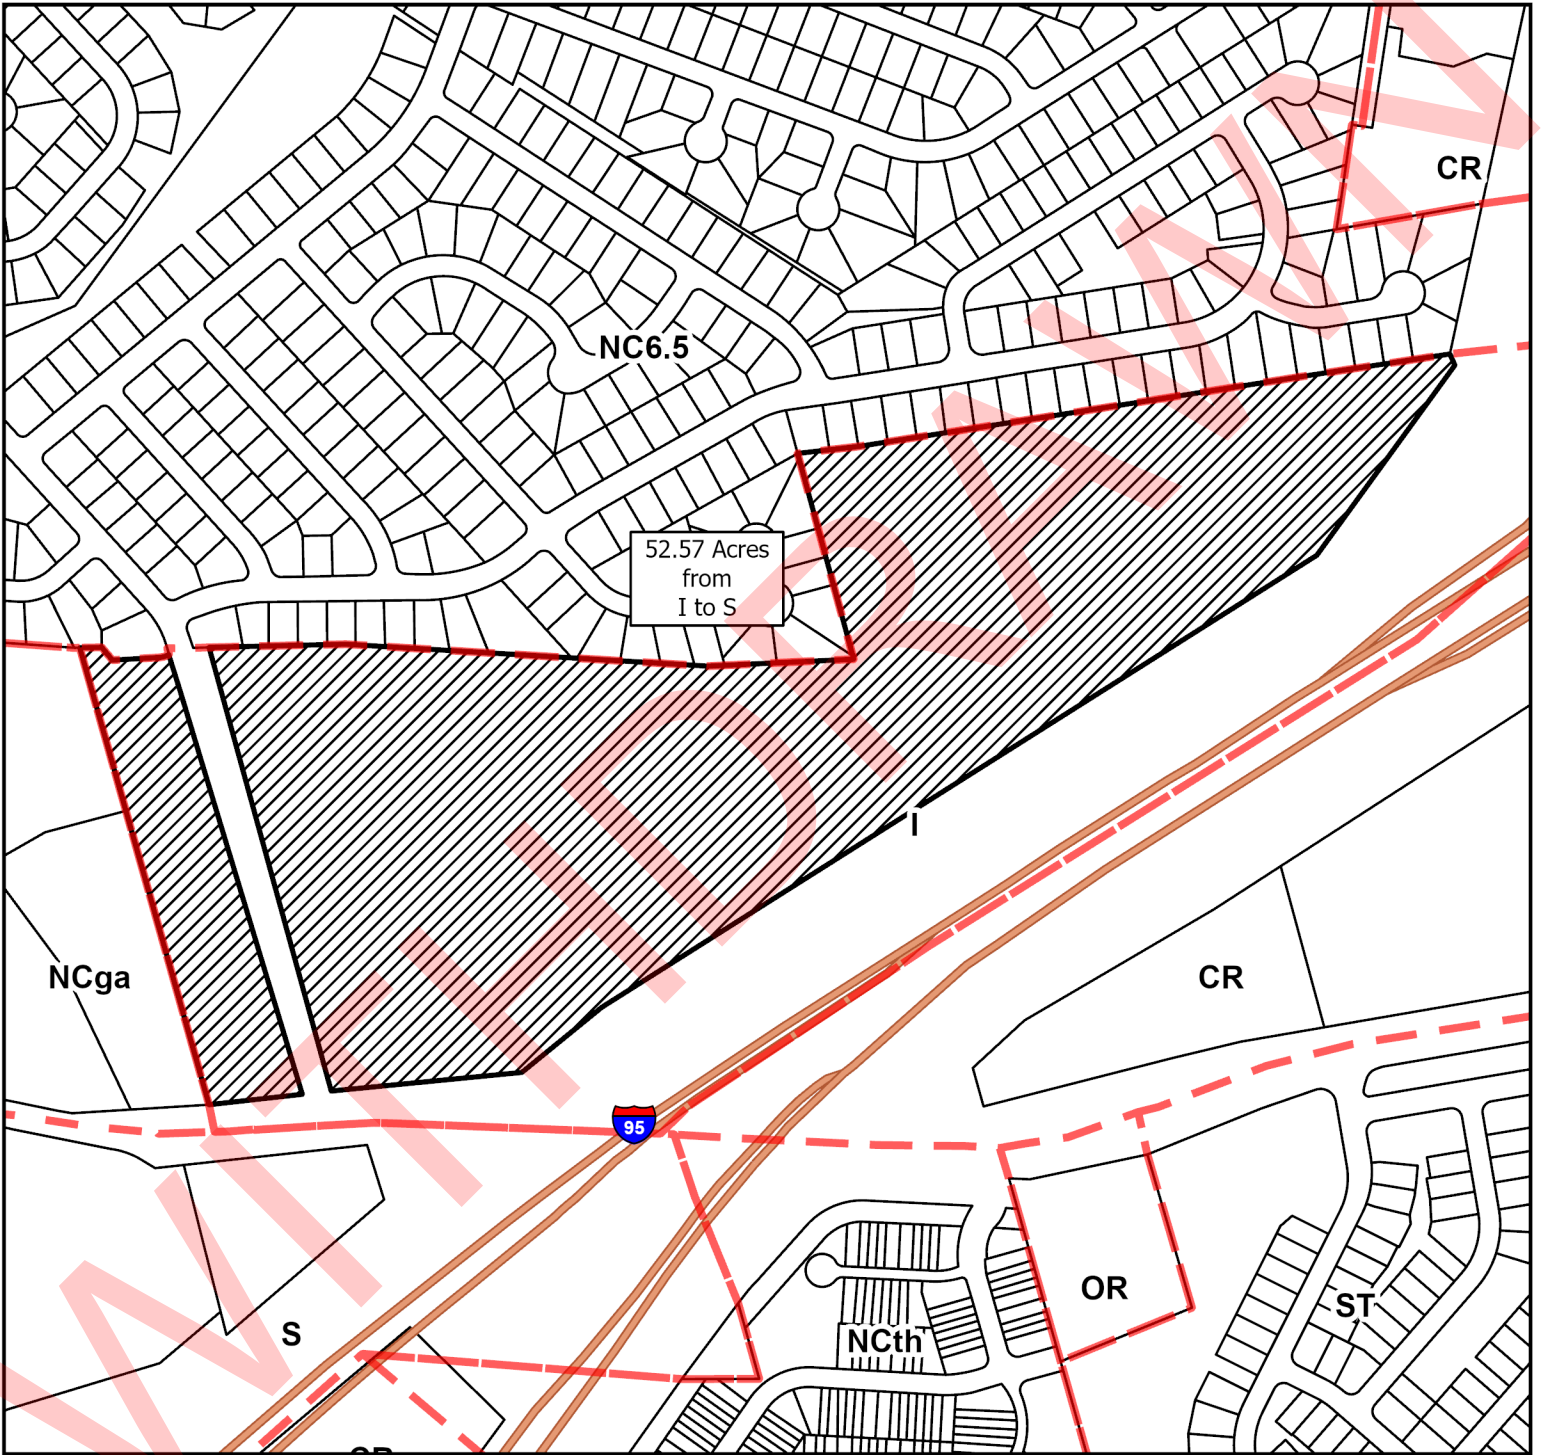 CR
NC6.5
52.57 Acres
from
I to S
I
NCga
CR
95
OR
ST
S
NCth
WITHDRAWN